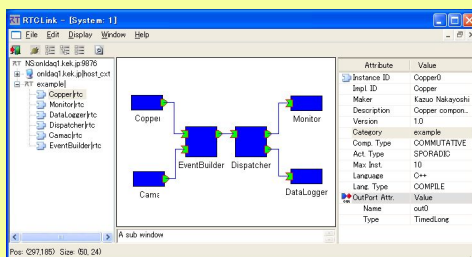 RTCLink - [System: 1]
File Edit Display Window Help
NS:onldaq1.kek.jp:9876
onldaq1.kek.jp|host_cxt
example|
Copper|rtc
Monitor|rtc
DataLogger|rtc
Dispatcher|rtc
Camac|rtc
EventBuilder|rtc
Copper
Cama
EventBuilder
Dispatcher
Monitor
DataLogger
A sub window
Attribute Value
Instance ID Copper0
Impl ID Copper
Maker Kazuo Nakayoshi
Description Copper compon..
Version 1.0
Category example
Comp. Type COMMUTATIVE
Act Type SPORADIC
Max Inst. 10
Language C++
Lang. Type COMPILE
OutPort Attr. Value
Name out0
Type TimedLong
Pos: (297,185) Size: (50, 24)